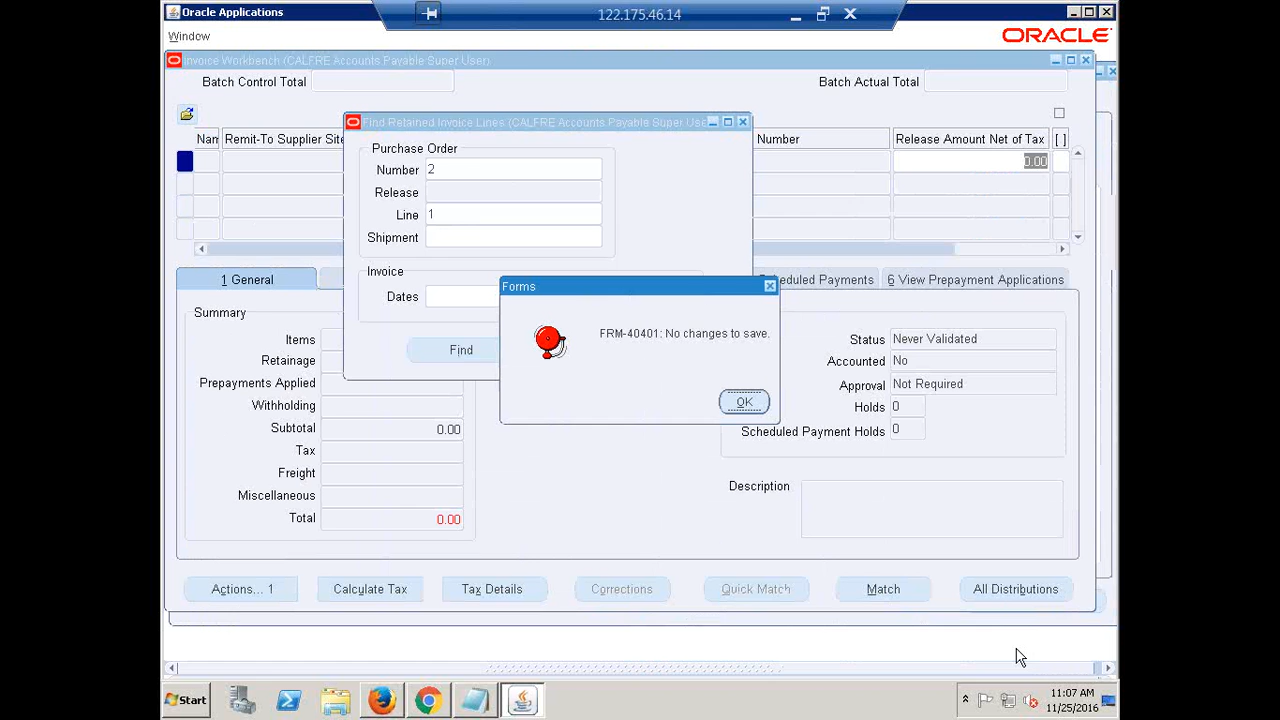 Oracle Applications
122.175.46.14
Window
ORACLE
Invoice Workbench (CALFRE Accounts Payable Super User)
Batch Control Total
Batch Actual Total
Find Retained Invoice Lines (CALFRE Accounts Payable Super Use
Nam
Remit-To Supplier Site
Number
Release Amount Net of Tax
[ ]
0.00
Purchase Order
Number 2
Release
Line 1
Shipment
Invoice
Dates
Find
1 General
Scheduled Payments
6 View Prepayment Applications
Forms
FRM-40401: No changes to save.
OK
Summary
Items
Retainage
Prepayments Applied
Withholding
Subtotal 0.00
Tax
Freight
Miscellaneous
Total 0.00
Status Never Validated
Accounted No
Approval Not Required
Holds 0
Scheduled Payment Holds 0
Description
Actions... 1
Calculate Tax
Tax Details
Corrections
Quick Match
Match
All Distributions
Start
11:07 AM
11/25/2016